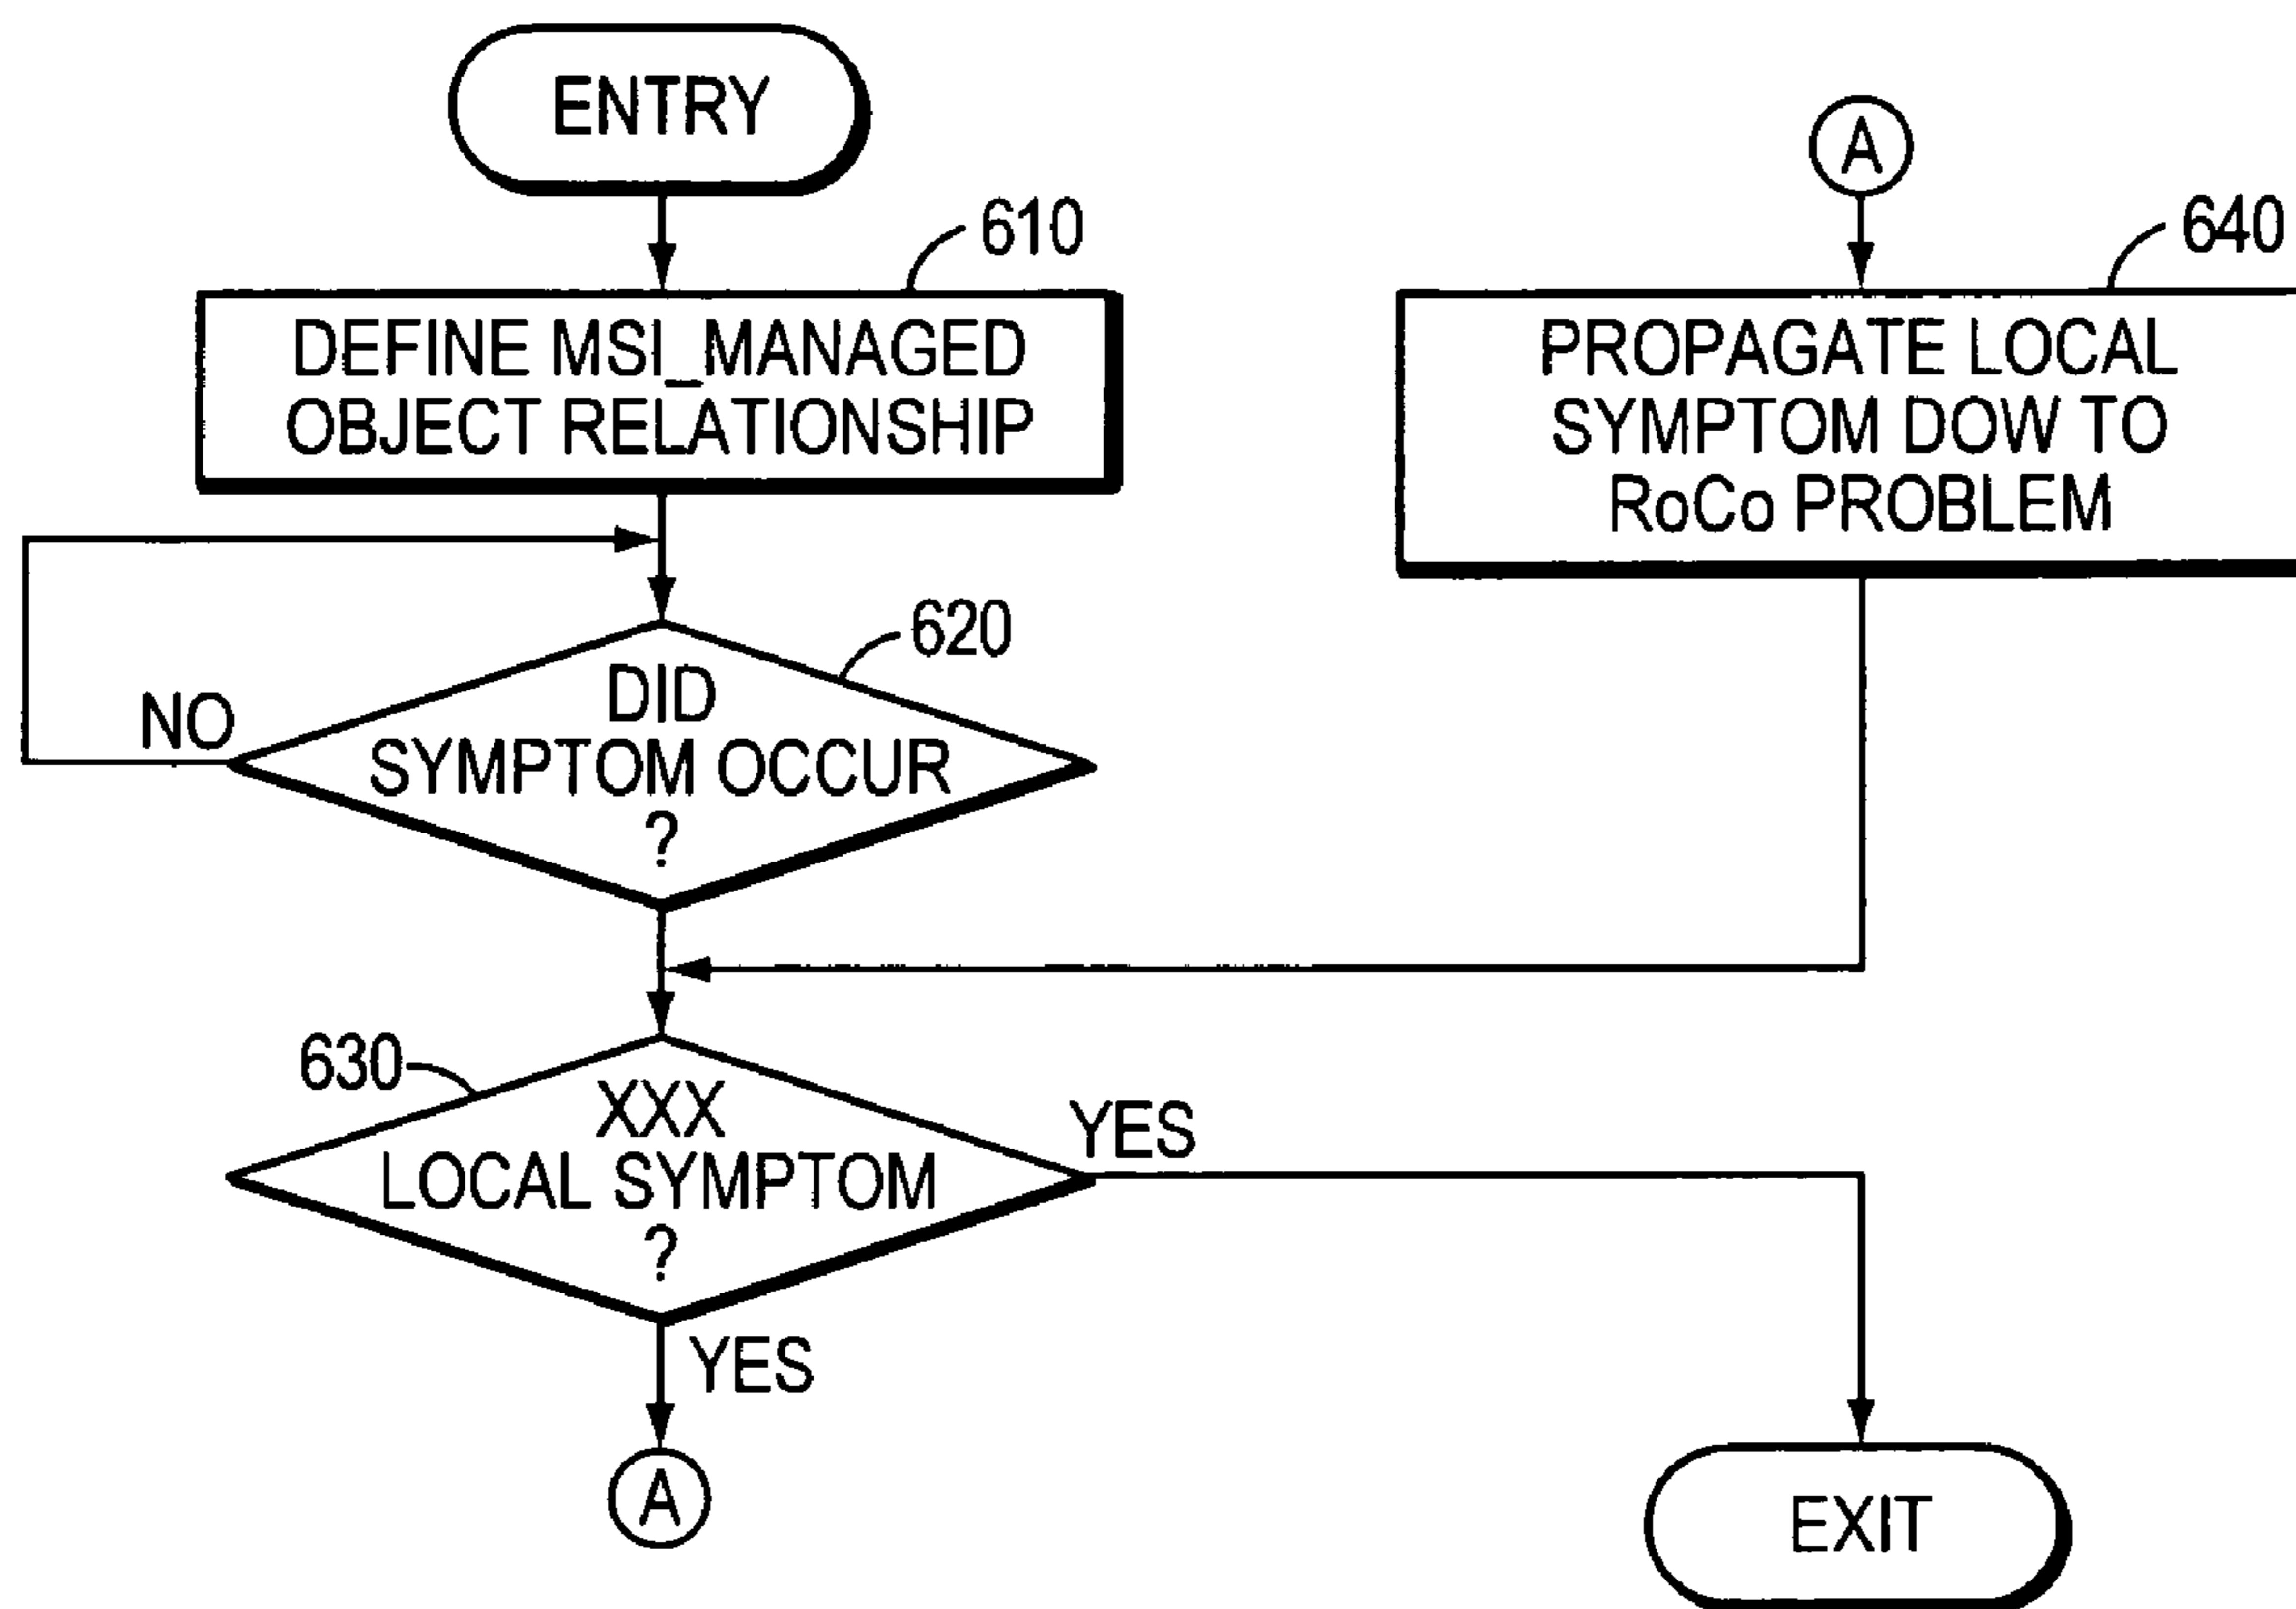 ENTRY
610
DEFINE MSI_MANAGED
OBJECT RELATIONSHIP
620
DID
SYMPTOM OCCUR
?
NO
630
XXX
LOCAL SYMPTOM
?
YES
YES
A
A
640
PROPAGATE LOCAL
SYMPTOM DOW TO
RoCo PROBLEM
EXIT